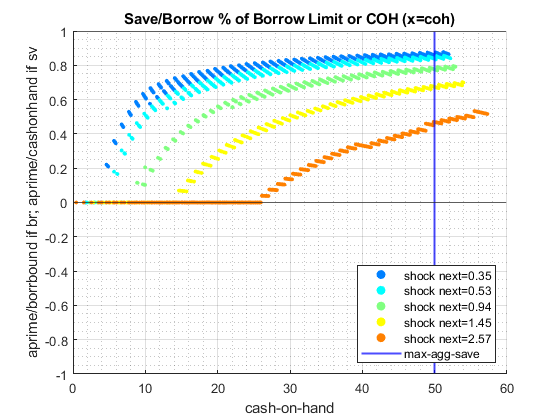 Save/Borrow % of Borrow Limit or COH (x=coh)
aprime/borrbound if br; aprime/cashonhand if sv
1
0.8
0.6
0.4
0.2
0
-0.2
-0.4
-0.6
-0.8
-1
shock next=0.35
shock next=0.53
shock next=0.94
shock next=1.45
shock next=2.57
max-agg-save
0 10 20 30 40 50 60
cash-on-hand